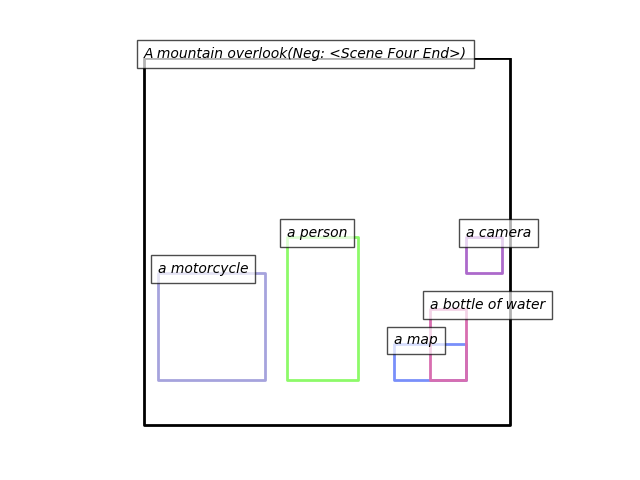 A mountain overlook(Neg: <Scene Four End>)
a person
a camera
a motorcycle
a bottle of water
a map